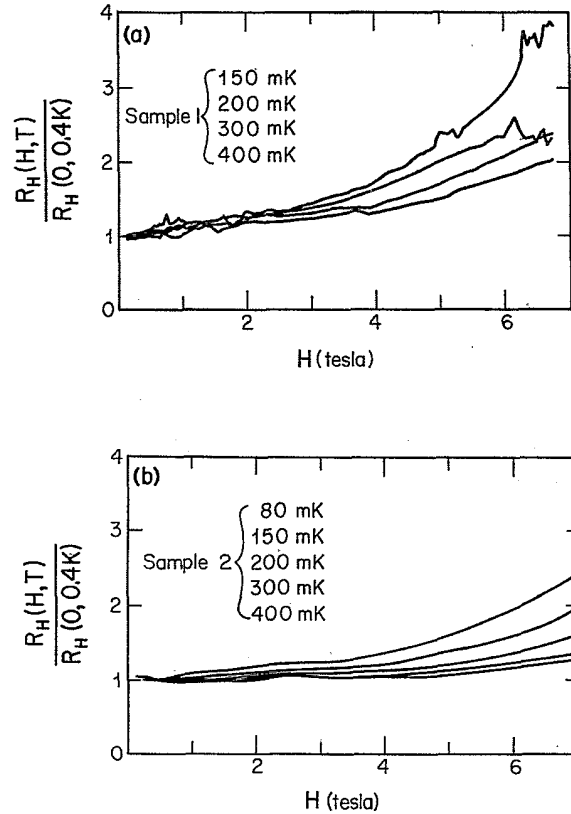 (a)
4
3
2
1
0
R_H(H,T)
R_H(0,0.4K)
Sample 1
150 mK
200 mK
300 mK
400 mK
2 4 6
H (tesla)
(b)
4
3
2
1
0
R_H(H,T)
R_H(0,0.4K)
Sample 2
80 mK
150 mK
200 mK
300 mK
400 mK
2 4 6
H (tesla)